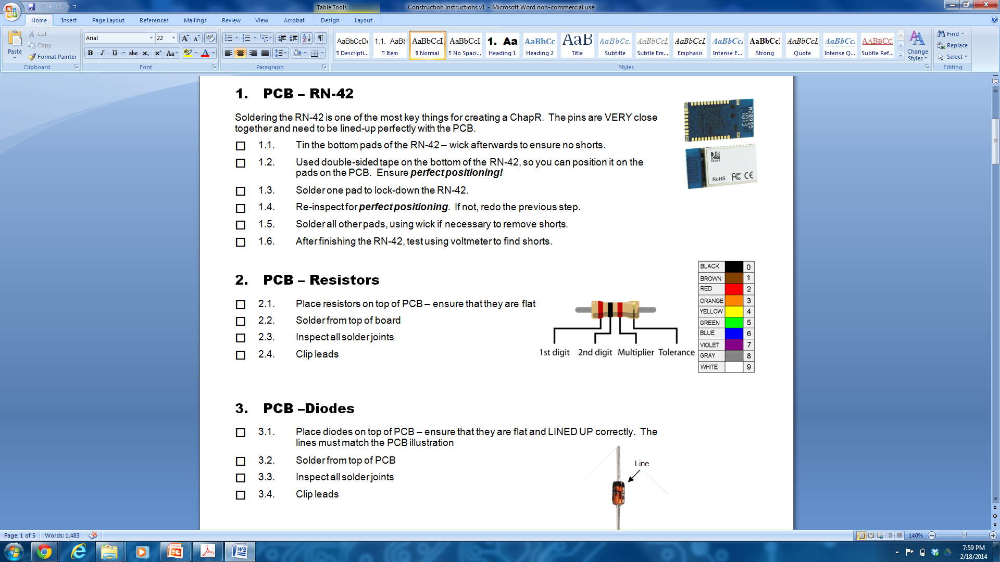 Table Tools
Construction Instructions v1 - Microsoft Word non-commercial use
Home Insert Page Layout References Mailings Review View Acrobat Design Layout
Paste
Cut
Copy
Format Painter
Clipboard
Arial 22
Font
Paragraph
AaBbCcDc 1.1. AaBb AaBbCcI AaBbCcI 1. Aa AaBbCc AaB AaBbCc. AaBbCc. AaBbCcL AaBbCcI AaBbCcl AaBbCcL AaBbCcI AABBCC
¶ Descripti... ¶ Item ¶ Normal ¶ No Spaci... Heading 1 Heading 2 Title Subtitle Subtle Em... Emphasis Intense E... Strong Quote Intense Q... Subtle Ref...
Change
Styles
Styles
Find
Replace
Select
Editing
1. PCB – RN-42
Soldering the RN-42 is one of the most key things for creating a ChapR. The pins are VERY close
together and need to be lined-up perfectly with the PCB.
1.1. Tin the bottom pads of the RN-42 – wick afterwards to ensure no shorts.
1.2. Used double-sided tape on the bottom of the RN-42, so you can position it on the
pads on the PCB. Ensure perfect positioning!
1.3. Solder one pad to lock-down the RN-42.
1.4. Re-inspect for perfect positioning. If not, redo the previous step.
1.5. Solder all other pads, using wick if necessary to remove shorts.
1.6. After finishing the RN-42, test using voltmeter to find shorts.
M20995
RoHS FC CE
2. PCB – Resistors
2.1. Place resistors on top of PCB – ensure that they are flat
2.2. Solder from top of board
2.3. Inspect all solder joints
2.4. Clip leads
1st digit 2nd digit Multiplier Tolerance
BLACK 0
BROWN 1
RED 2
ORANGE 3
YELLOW 4
GREEN 5
BLUE 6
VIOLET 7
GRAY 8
WHITE 9
3. PCB –Diodes
3.1. Place diodes on top of PCB – ensure that they are flat and LINED UP correctly. The
lines must match the PCB illustration
3.2. Solder from top of PCB
3.3. Inspect all solder joints
3.4. Clip leads
Line
Page: 1 of 5 Words: 1,483
140%
7:59 PM
2/18/2014